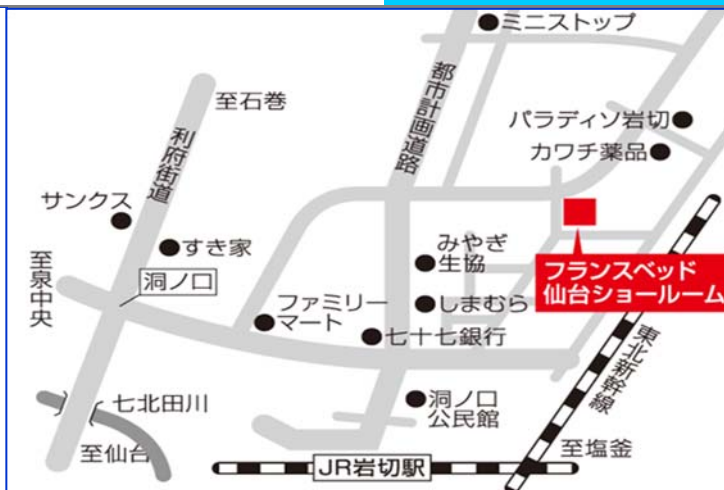 ミニストップ
都市計画道路
至石巻
利府街道
パラディソ岩切
カワチ薬品
サンクス
すき家
みやぎ
生協
至泉中央
洞ノ口
フランスベッド
仙台ショールーム
ファミリー
マート
しまむら
七十七銀行
東北新幹線
七北田川
洞ノ口
公民館
至仙台
JR岩切駅
至塩釜